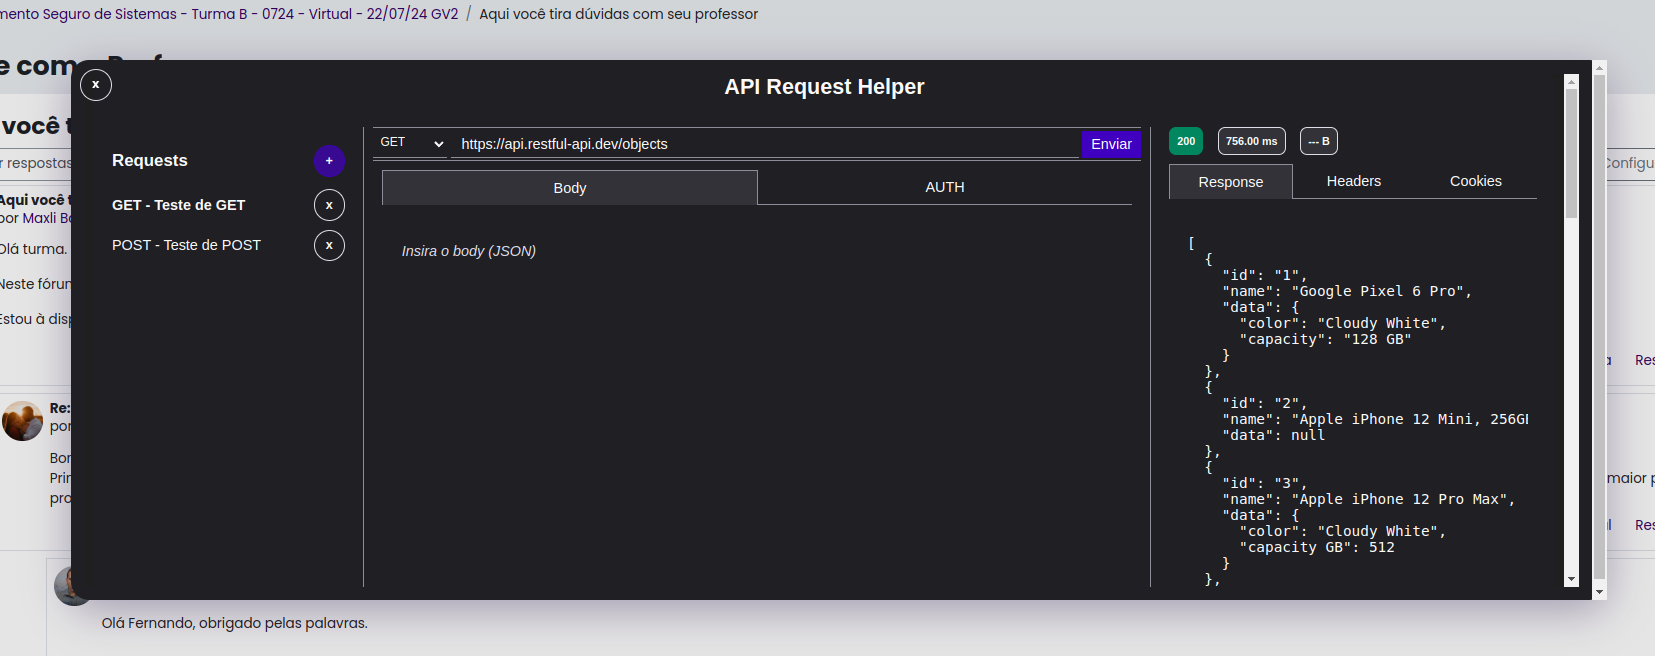 mento Seguro de Sistemas - Turma B - 0724 - Virtual - 22/07/24 GV2 / Aqui você tira dúvidas com seu professor
e com
x
API Request Helper
você t
r respostas
Configu
Requests
+
GET - Teste de GET
x
POST - Teste de POST
x
GET
https://api.restful-api.dev/objects
Enviar
Body
AUTH
Insira o body (JSON)
200
756.00 ms
--- B
Response
Headers
Cookies
[
{
"id": "1",
"name": "Google Pixel 6 Pro",
"data": {
"color": "Cloudy White",
"capacity": "128 GB"
}
},
{
"id": "2",
"name": "Apple iPhone 12 Mini, 256GB
"data": null
},
{
"id": "3",
"name": "Apple iPhone 12 Pro Max",
"data": {
"color": "Cloudy White",
"capacity GB": 512
}
},
Aqui você t
por Maxli Ba
Olá turma.
Neste fórum
Estou à disp
Res
Re:
por
Bom
Prim
pro
maior p
Res
Olá Fernando, obrigado pelas palavras.